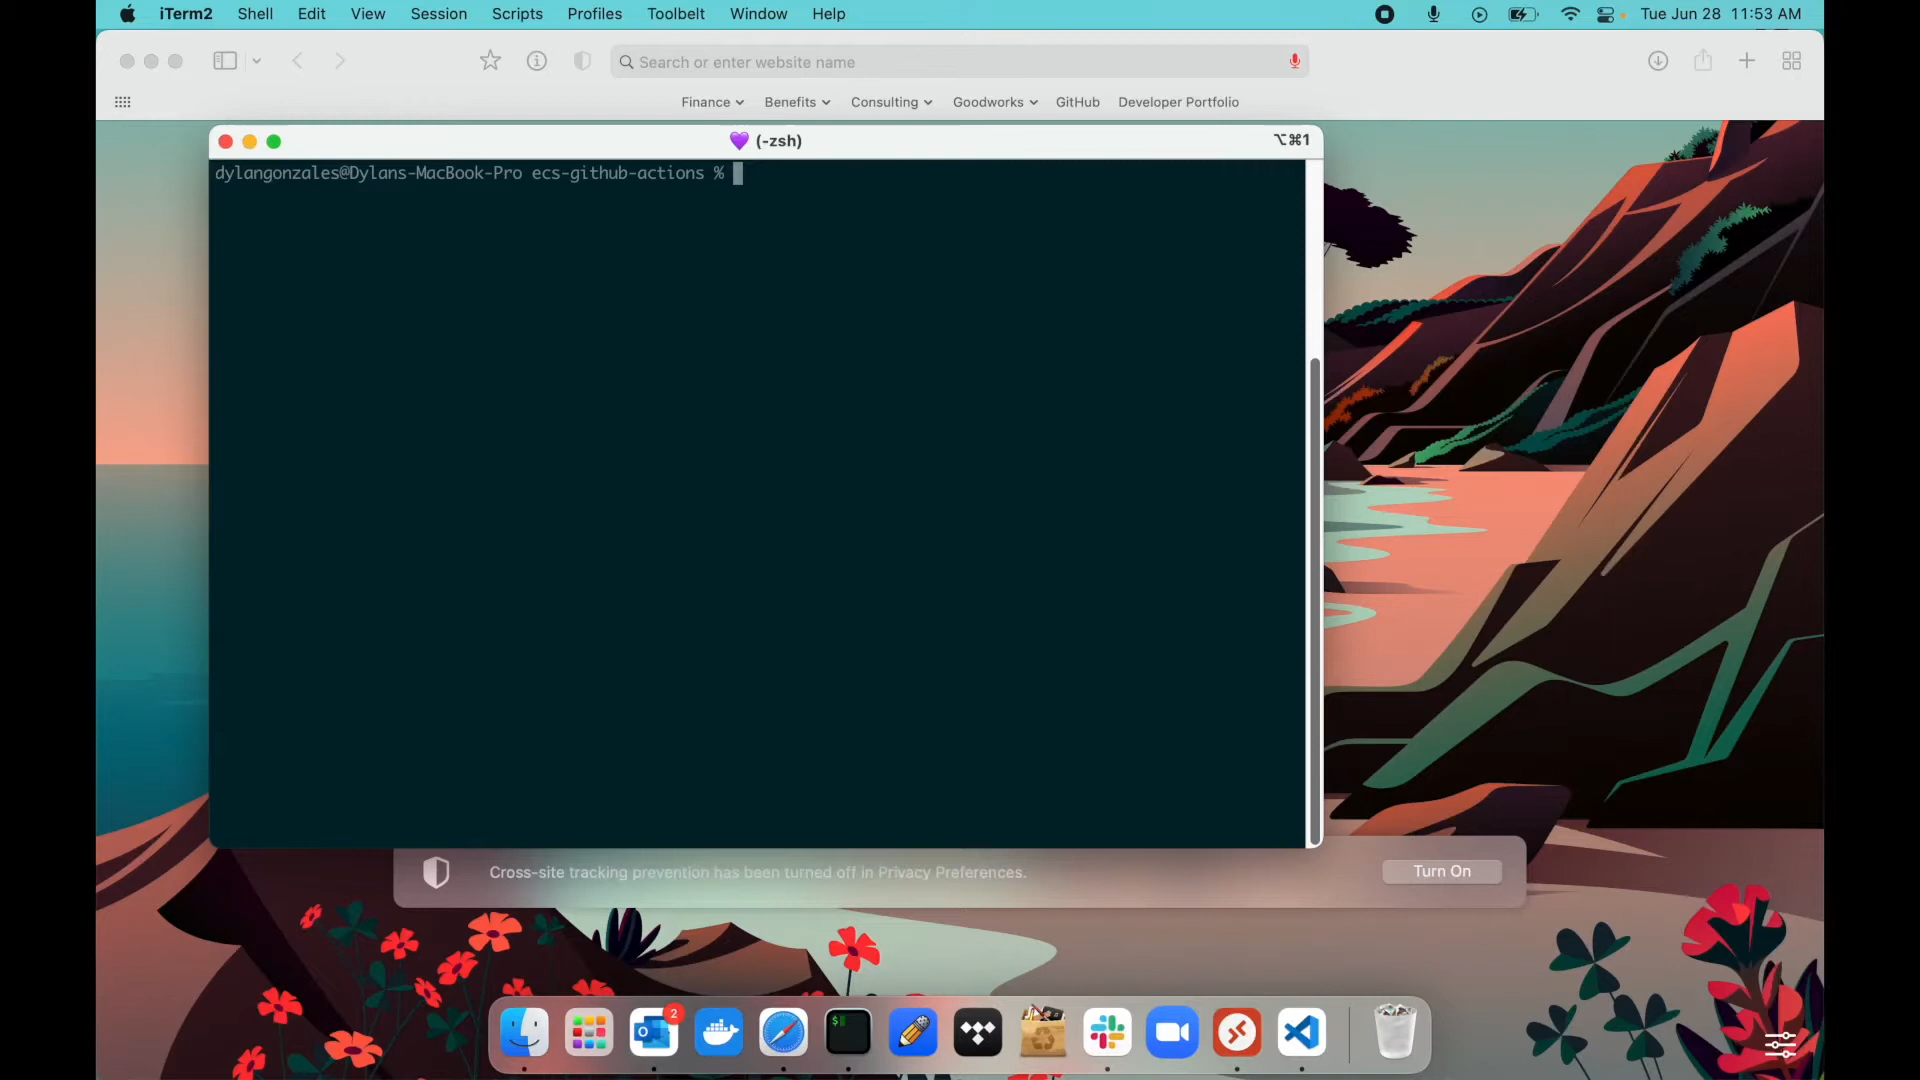 iTerm2 Shell Edit View Session Scripts Profiles Toolbelt Window Help Tue Jun 28 11:53 AM
Search or enter website name
Finance Benefits Consulting Goodworks GitHub Developer Portfolio
💜 (-zsh) ⌥⌘1
dylangonzales@Dylans-MacBook-Pro ecs-github-actions %
Cross-site tracking prevention has been turned off in Privacy Preferences. Turn On
2
$